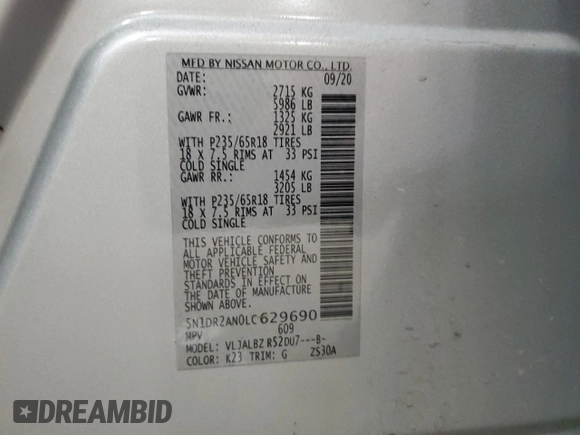 MFD BY NISSAN MOTOR CO., LTD.
DATE: 09/20
GVWR: 2715 KG
5986 LB
GAWR FR.: 1325 KG
2921 LB
WITH P235/65R18 TIRES
18 X 7.5 RIMS AT 33 PSI
COLD SINGLE
GAWR RR.: 1454 KG
3205 LB
WITH P235/65R18 TIRES
18 X 7.5 RIMS AT 33 PSI
COLD SINGLE
THIS VEHICLE CONFORMS TO
ALL APPLICABLE FEDERAL
MOTOR VEHICLE SAFETY AND
THEFT PREVENTION
STANDARDS IN EFFECT ON
THE DATE OF MANUFACTURE
SHOWN ABOVE.
5N1DR2AN0LC629690
MPV 609
MODEL: VLJALBZ R52DU7---B-
COLOR: K23 TRIM: G ZS30A
DREAMBID